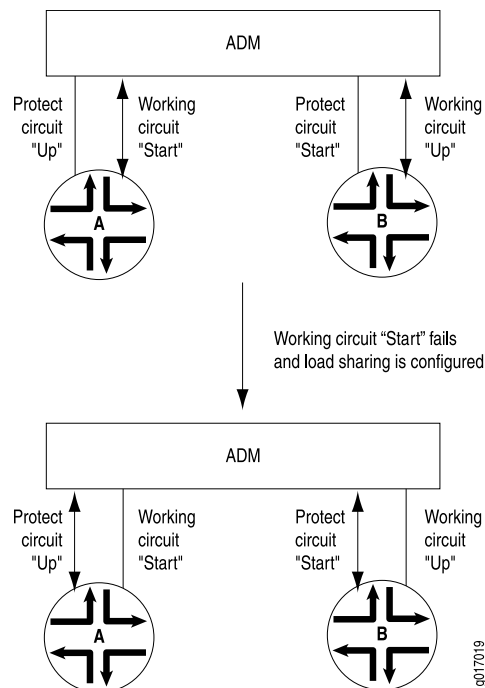 ADM
Protect
circuit
"Up"
Working
circuit
"Start"
Protect
circuit
"Start"
Working
circuit
"Up"
A
B
Working circuit “Start” fails
and load sharing is configured
ADM
Protect
circuit
"Up"
Working
circuit
"Start"
Protect
circuit
"Start"
Working
circuit
"Up"
A
B
g017019